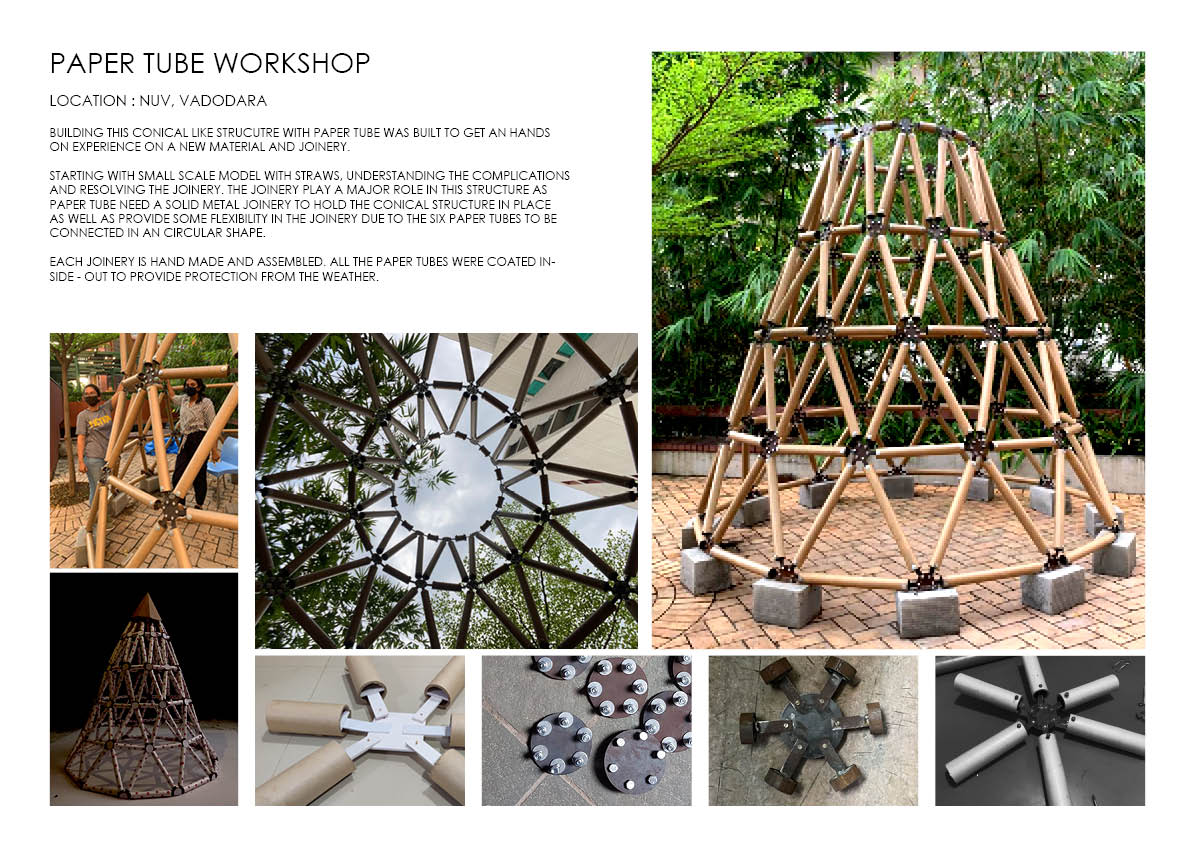 PAPER TUBE WORKSHOP
LOCATION : NUV, VADODARA
BUILDING THIS CONICAL LIKE STRUCUTRE WITH PAPER TUBE WAS BUILT TO GET AN HANDS
ON EXPERIENCE ON A NEW MATERIAL AND JOINERY.
STARTING WITH SMALL SCALE MODEL WITH STRAWS, UNDERSTANDING THE COMPLICATIONS
AND RESOLVING THE JOINERY. THE JOINERY PLAY A MAJOR ROLE IN THIS STRUCTURE AS
PAPER TUBE NEED A SOLID METAL JOINERY TO HOLD THE CONICAL STRUCTURE IN PLACE
AS WELL AS PROVIDE SOME FLEXIBILITY IN THE JOINERY DUE TO THE SIX PAPER TUBES TO BE
CONNECTED IN AN CIRCULAR SHAPE.
EACH JOINERY IS HAND MADE AND ASSEMBLED. ALL THE PAPER TUBES WERE COATED IN-
SIDE - OUT TO PROVIDE PROTECTION FROM THE WEATHER.